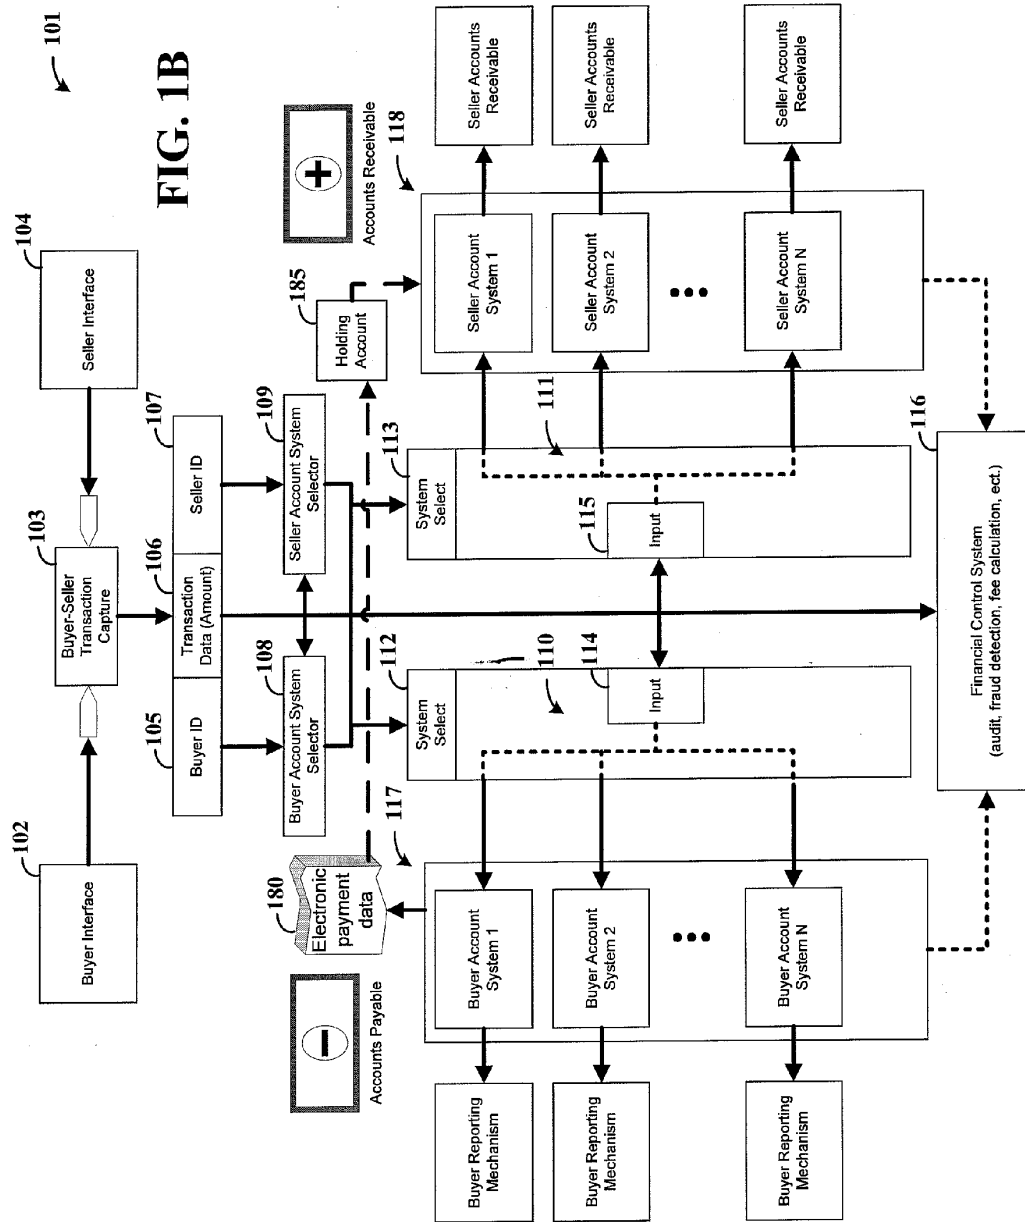 101
FIG. 1B
102
Buyer Interface
103
Buyer-Seller
Transaction
Capture
104
Seller Interface
105
Buyer ID
106
Transaction
Data (Amount)
107
Seller ID
180
Electronic
payment
data
108
Buyer Account System
Selector
109
Seller Account System
Selector
185
Holding
Account
Accounts Payable
Accounts Receivable
117
112
System
Select
113
System
Select
118
Buyer Reporting
Mechanism
Buyer Account
System 1
110
111
Seller Account
System 1
Seller Accounts
Receivable
Buyer Reporting
Mechanism
Buyer Account
System 2
114
Input
115
Input
Seller Account
System 2
Seller Accounts
Receivable
Buyer Reporting
Mechanism
Buyer Account
System N
Seller Account
System N
Seller Accounts
Receivable
116
Financial Control System
(audit, fraud detection, fee calculation, ect.)